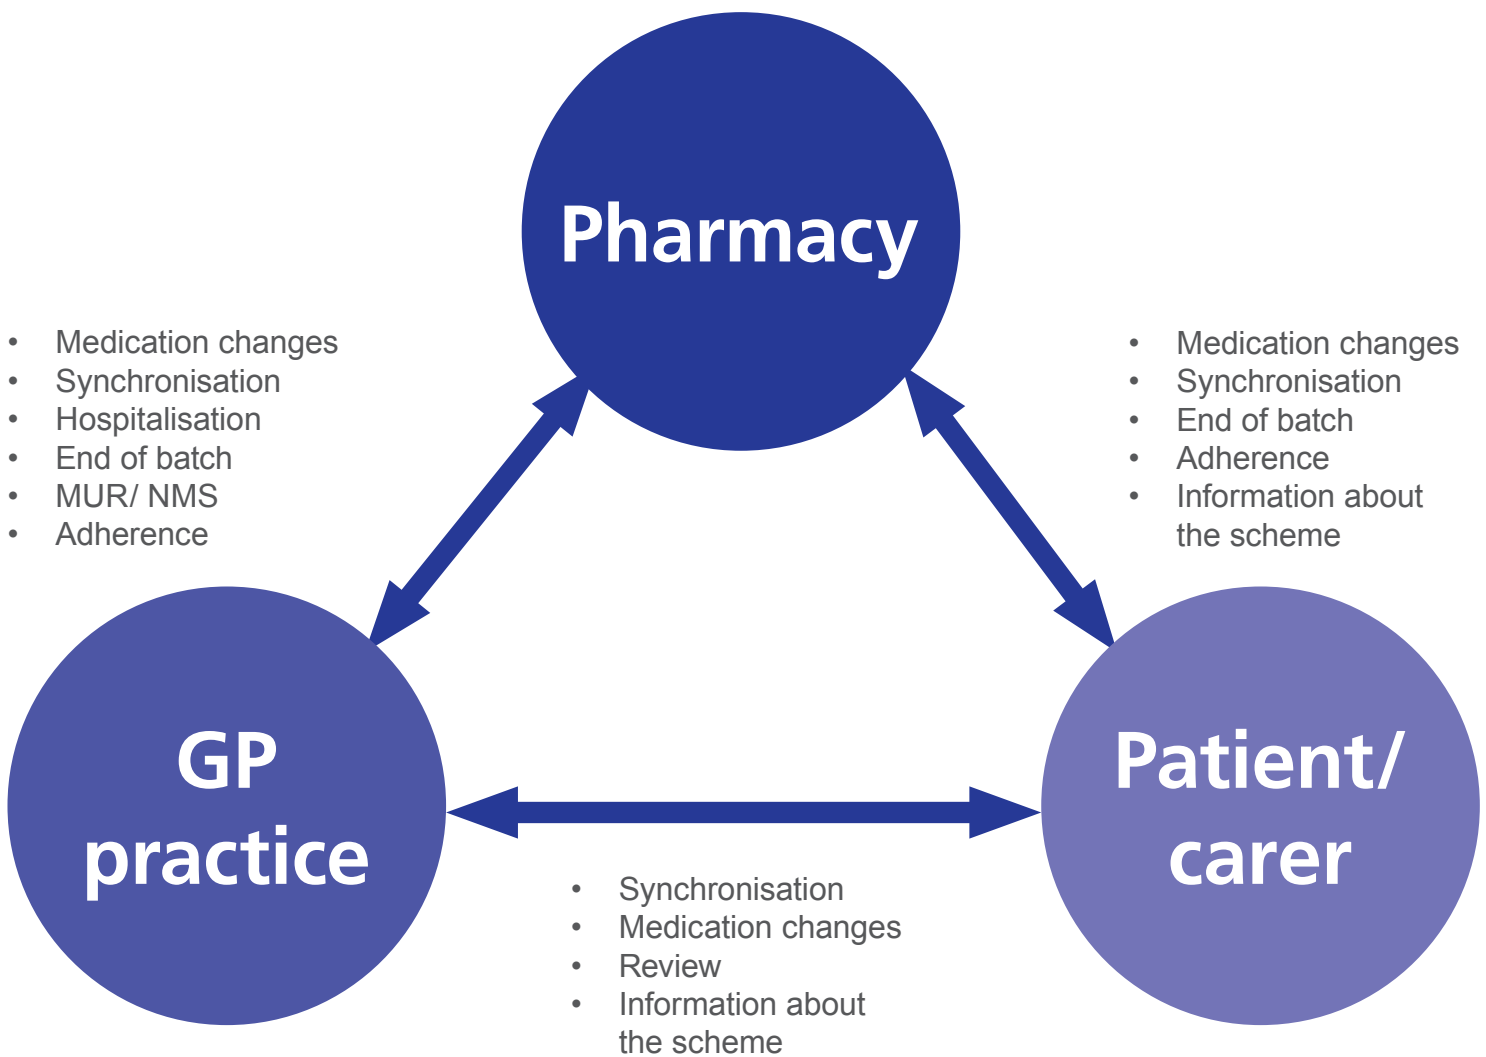 Pharmacy
• Medication changes
• Synchronisation
• Hospitalisation
• End of batch
• MUR/ NMS
• Adherence
• Medication changes
• Synchronisation
• End of batch
• Adherence
• Information about
the scheme
GP
practice
Patient/
carer
• Synchronisation
• Medication changes
• Review
• Information about
the scheme